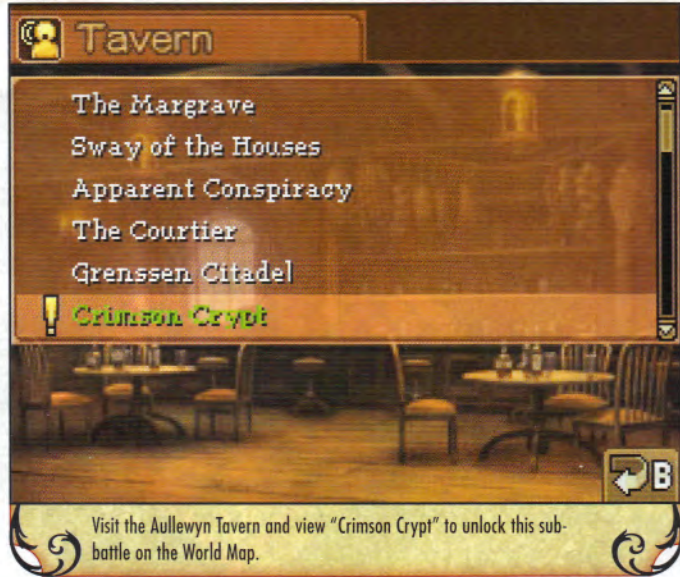 Tavern
The Margrave
Sway of the Houses
Apparent Conspiracy
The Courtier
Grenssen Citadel
Crimson Crypt
B
Visit the Aullewyn Tavern and view "Crimson Crypt" to unlock this sub-
battle on the World Map.